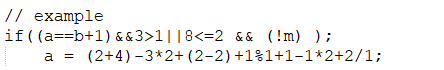 // example
if((a==b+1)&&3>1||8<=2 && (!m) );
a = (2+4)-3*2+(2-2)+1%1+1-1*2+2/1;